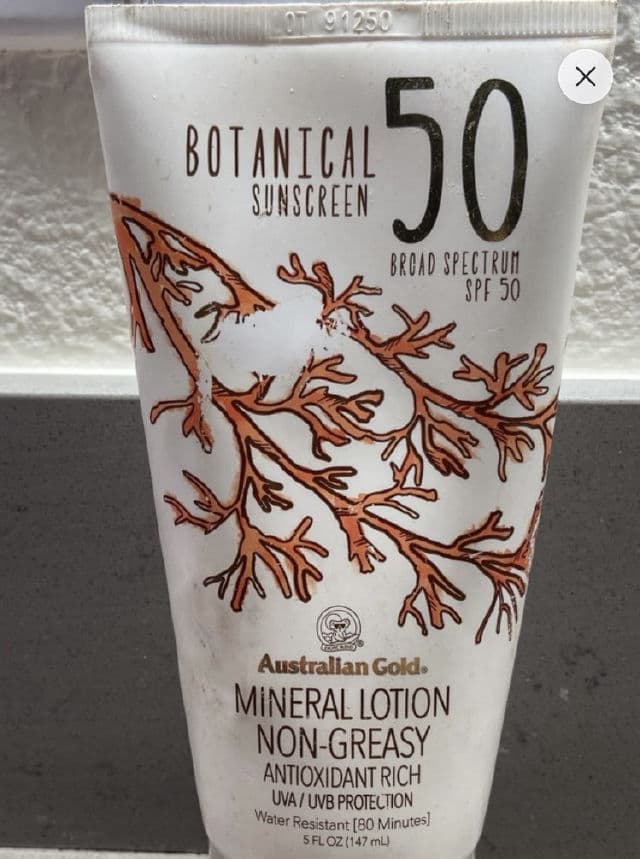 OT 91250
BOTANICAL
SUNSCREEN
50
BROAD SPECTRUM
SPF 50
Australian Gold®
MINERAL LOTION
NON-GREASY
ANTIOXIDANT RICH
UVA / UVB PROTECTION
Water Resistant [80 Minutes]
5 FL OZ (147 mL)